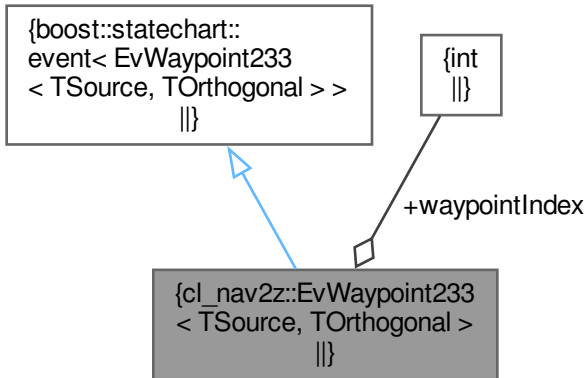 {boost::statechart::
event< EvWaypoint233
< TSource, TOrthogonal > >
||}
{int
||}
+waypointIndex
{cl_nav2z::EvWaypoint233
< TSource, TOrthogonal >
||}